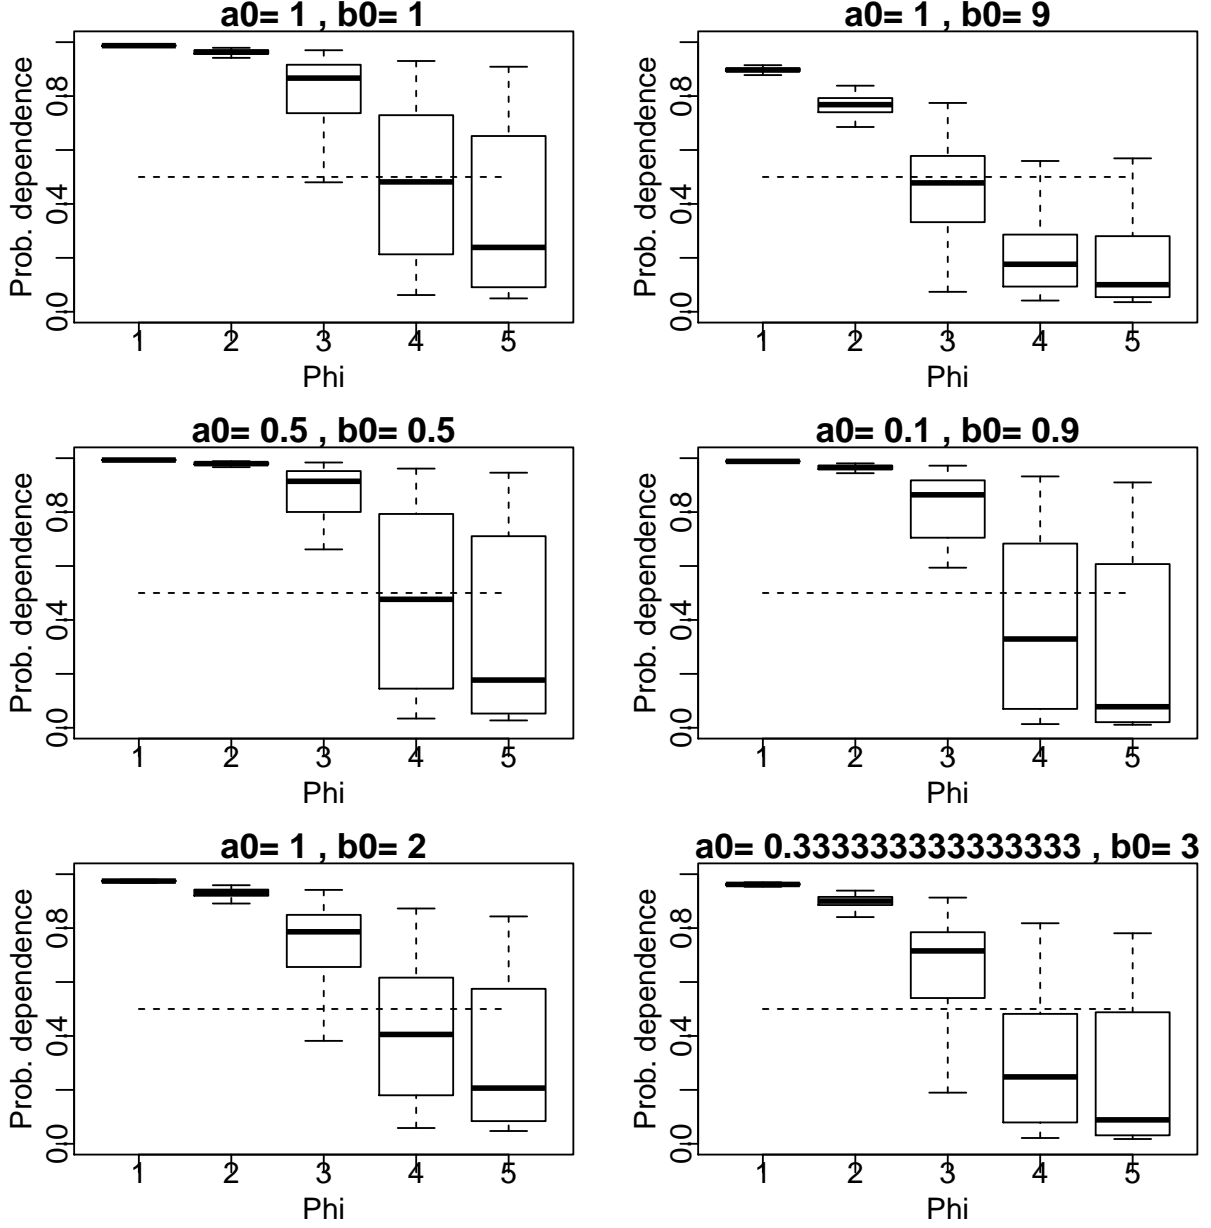 a0= 1 , b0= 1
Prob. dependence
0.0 0.4 0.8
1 2 3 4 5
Phi
a0= 1 , b0= 9
Prob. dependence
0.0 0.4 0.8
1 2 3 4 5
Phi
a0= 0.5 , b0= 0.5
Prob. dependence
0.0 0.4 0.8
1 2 3 4 5
Phi
a0= 0.1 , b0= 0.9
Prob. dependence
0.0 0.4 0.8
1 2 3 4 5
Phi
a0= 1 , b0= 2
Prob. dependence
0.0 0.4 0.8
1 2 3 4 5
Phi
a0= 0.333333333333333 , b0= 3
Prob. dependence
0.0 0.4 0.8
1 2 3 4 5
Phi